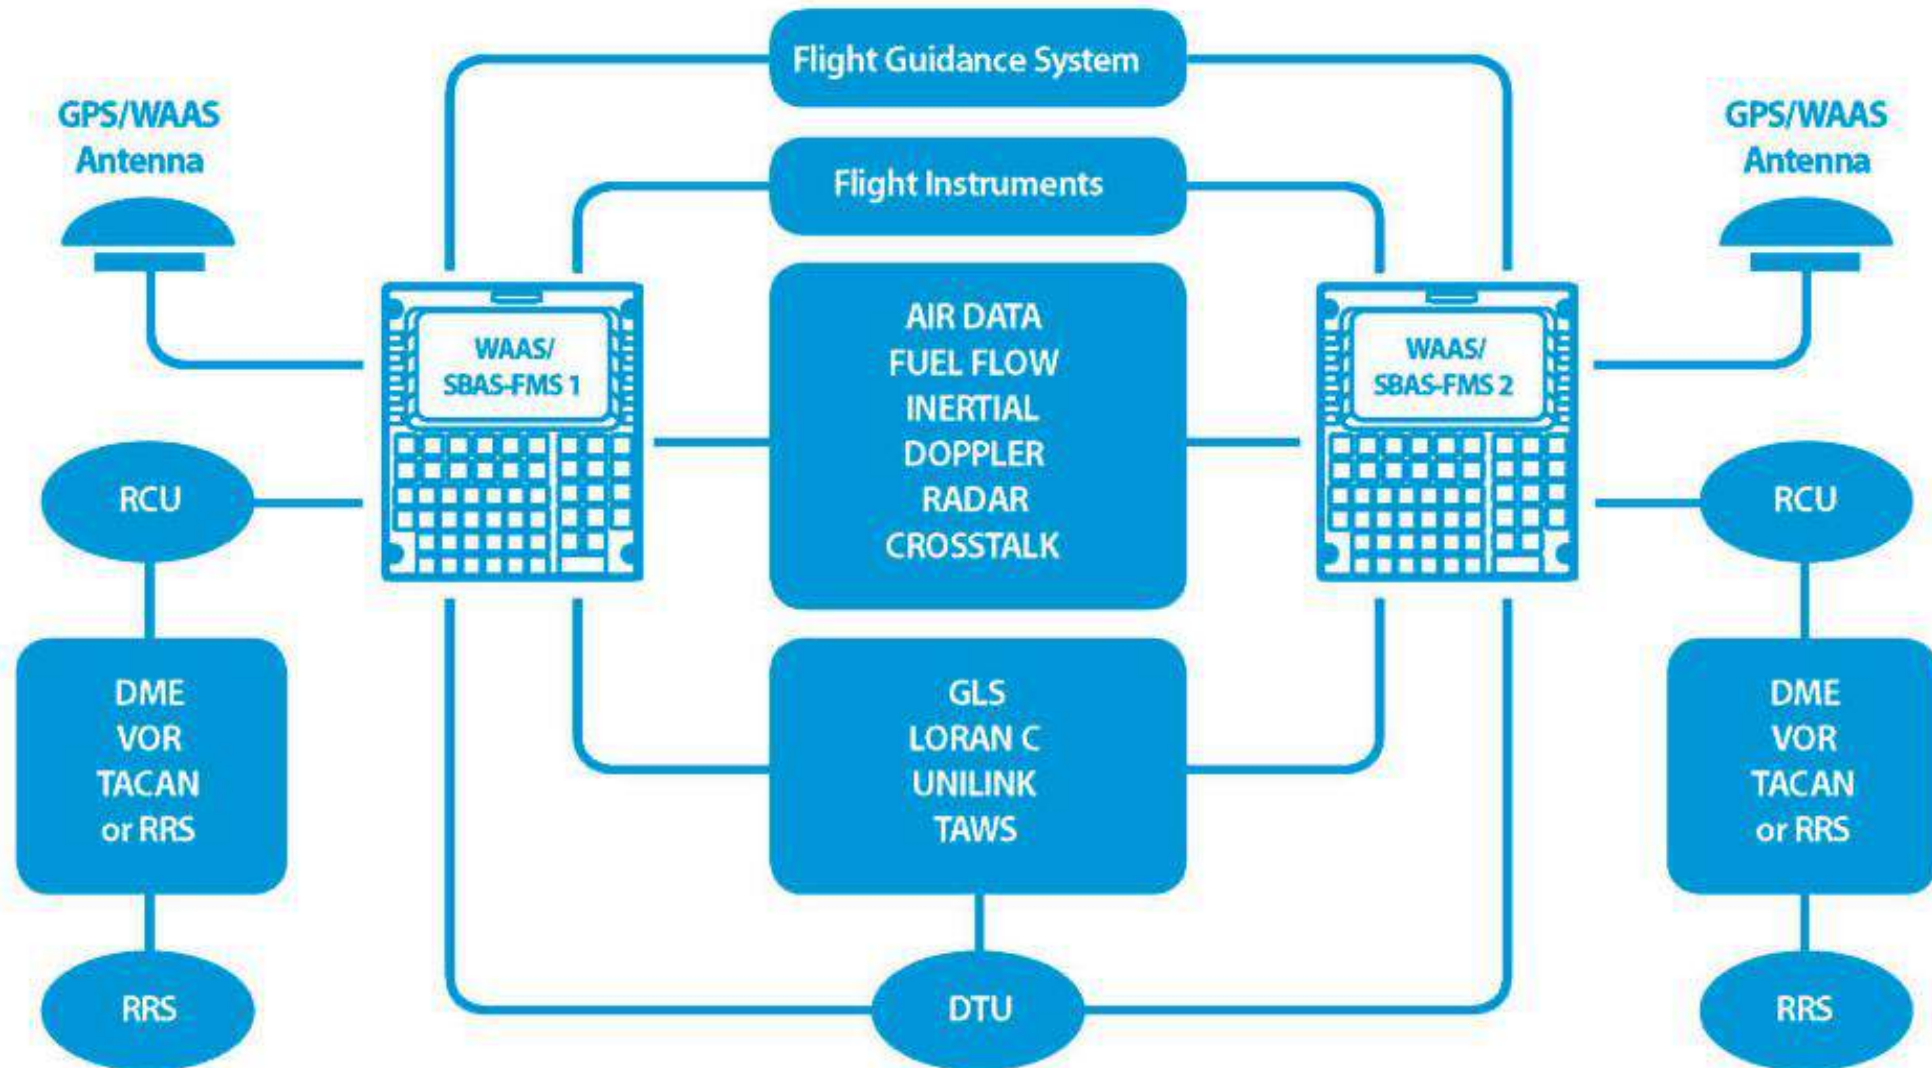 Flight Guidance System
GPS/WAAS
Antenna
GPS/WAAS
Antenna
Flight Instruments
WAAS/
SBAS-FMS 1
AIR DATA
FUEL FLOW
INERTIAL
DOPPLER
RADAR
CROSSTALK
WAAS/
SBAS-FMS 2
RCU
RCU
DME
VOR
TACAN
or RRS
GLS
LORAN C
UNILINK
TAWS
DME
VOR
TACAN
or RRS
RRS
DTU
RRS